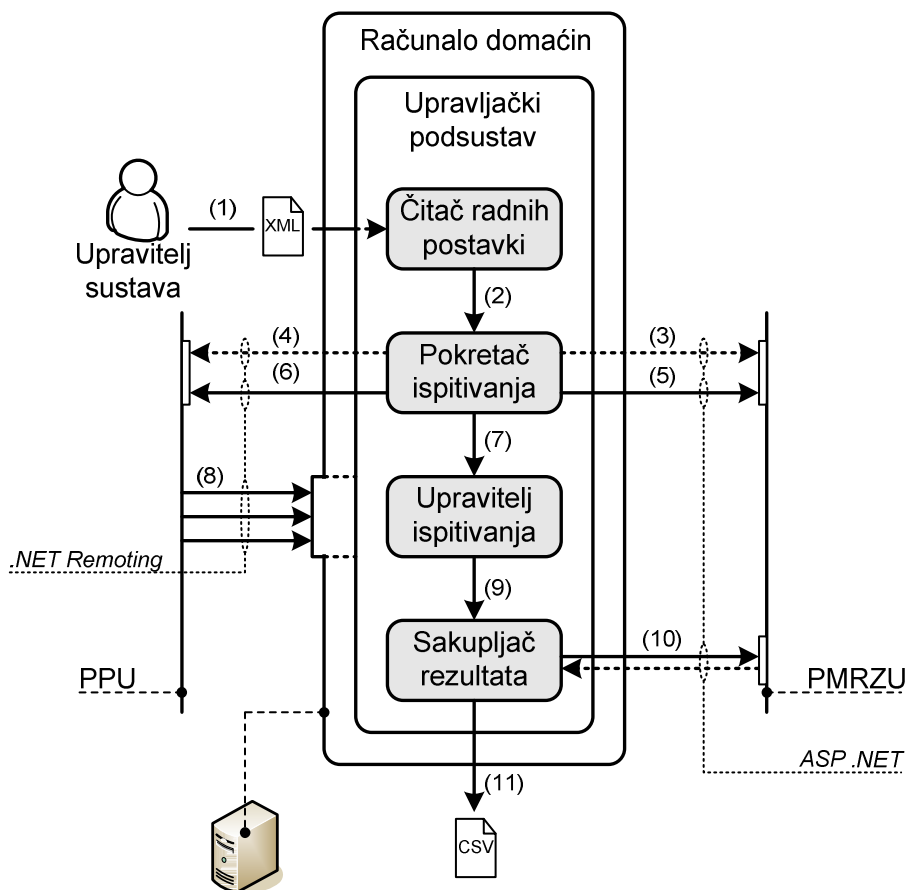 Računalo domaćin
Upravljački
podsustav
(1)
XML
Čitač radnih
postavki
Upravitelj
sustava
(2)
(4)
(3)
Pokretač
ispitivanja
(6)
(5)
(7)
(8)
Upravitelj
ispitivanja
.NET Remoting
(9)
Sakupljač
rezultata
(10)
PPU
PMRZU
ASP .NET
(11)
CSV